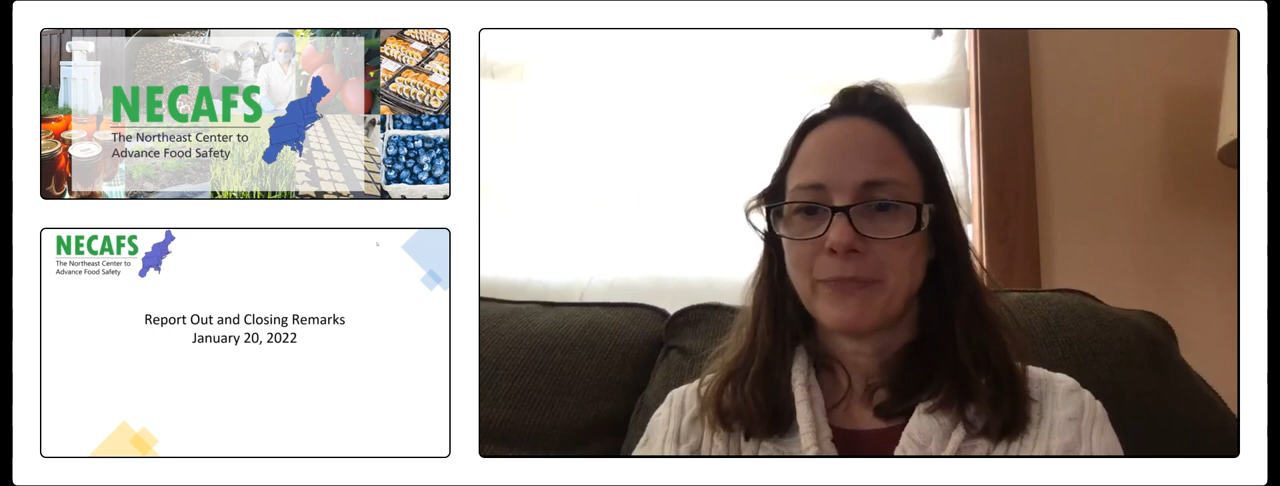 NECAFS
The Northeast Center to
Advance Food Safety
NECAFS
The Northeast Center to
Advance Food Safety
Report Out and Closing Remarks
January 20, 2022